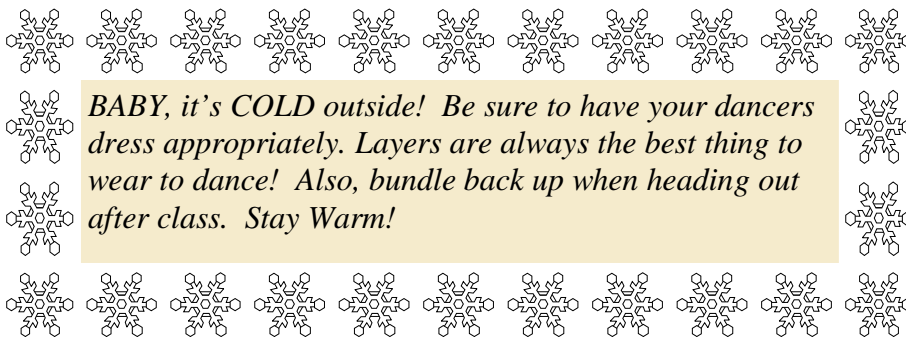 BABY, it's COLD outside!  Be sure to have your dancers
dress appropriately. Layers are always the best thing to
wear to dance!  Also, bundle back up when heading out
after class.  Stay Warm!